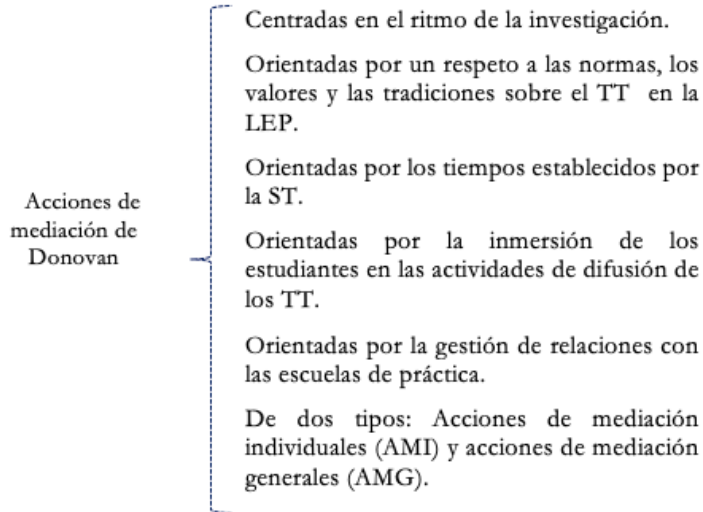 Acciones de
mediación de
Donovan
Centradas en el ritmo de la investigación.
Orientadas por un respeto a las normas, los
valores y las tradiciones sobre el TT en la
LEP.
Orientadas por los tiempos establecidos por
la ST.
Orientadas por la inmersión de los
estudiantes en las actividades de difusión de
los TT.
Orientadas por la gestión de relaciones con
las escuelas de práctica.
De dos tipos: Acciones de mediación
individuales (AMI) y acciones de mediación
generales (AMG).